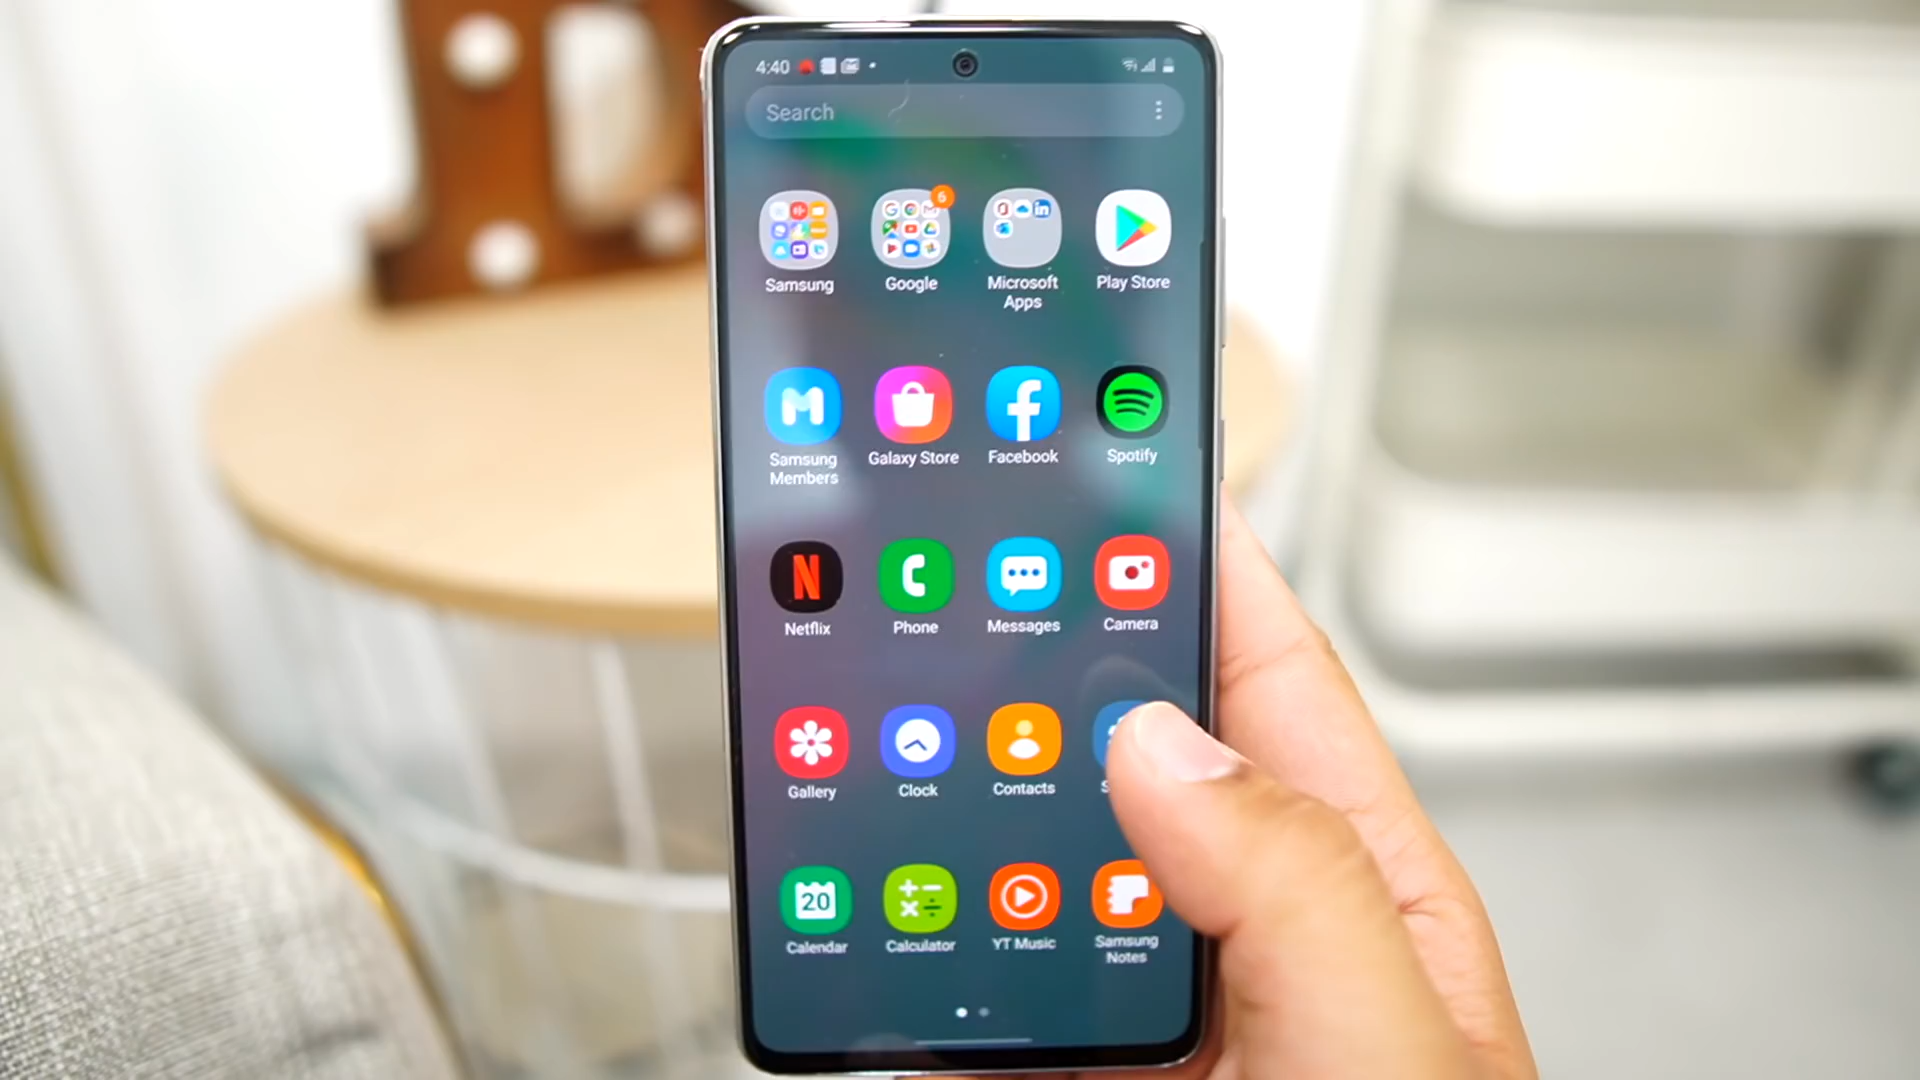 4:40
Search
6
Samsung
Google
Microsoft
Apps
Play Store
Samsung
Members
Galaxy Store
Facebook
Spotify
N
Netflix
Phone
Messages
Camera
Gallery
Clock
Contacts
20
Calendar
Calculator
YT Music
Samsung
Notes